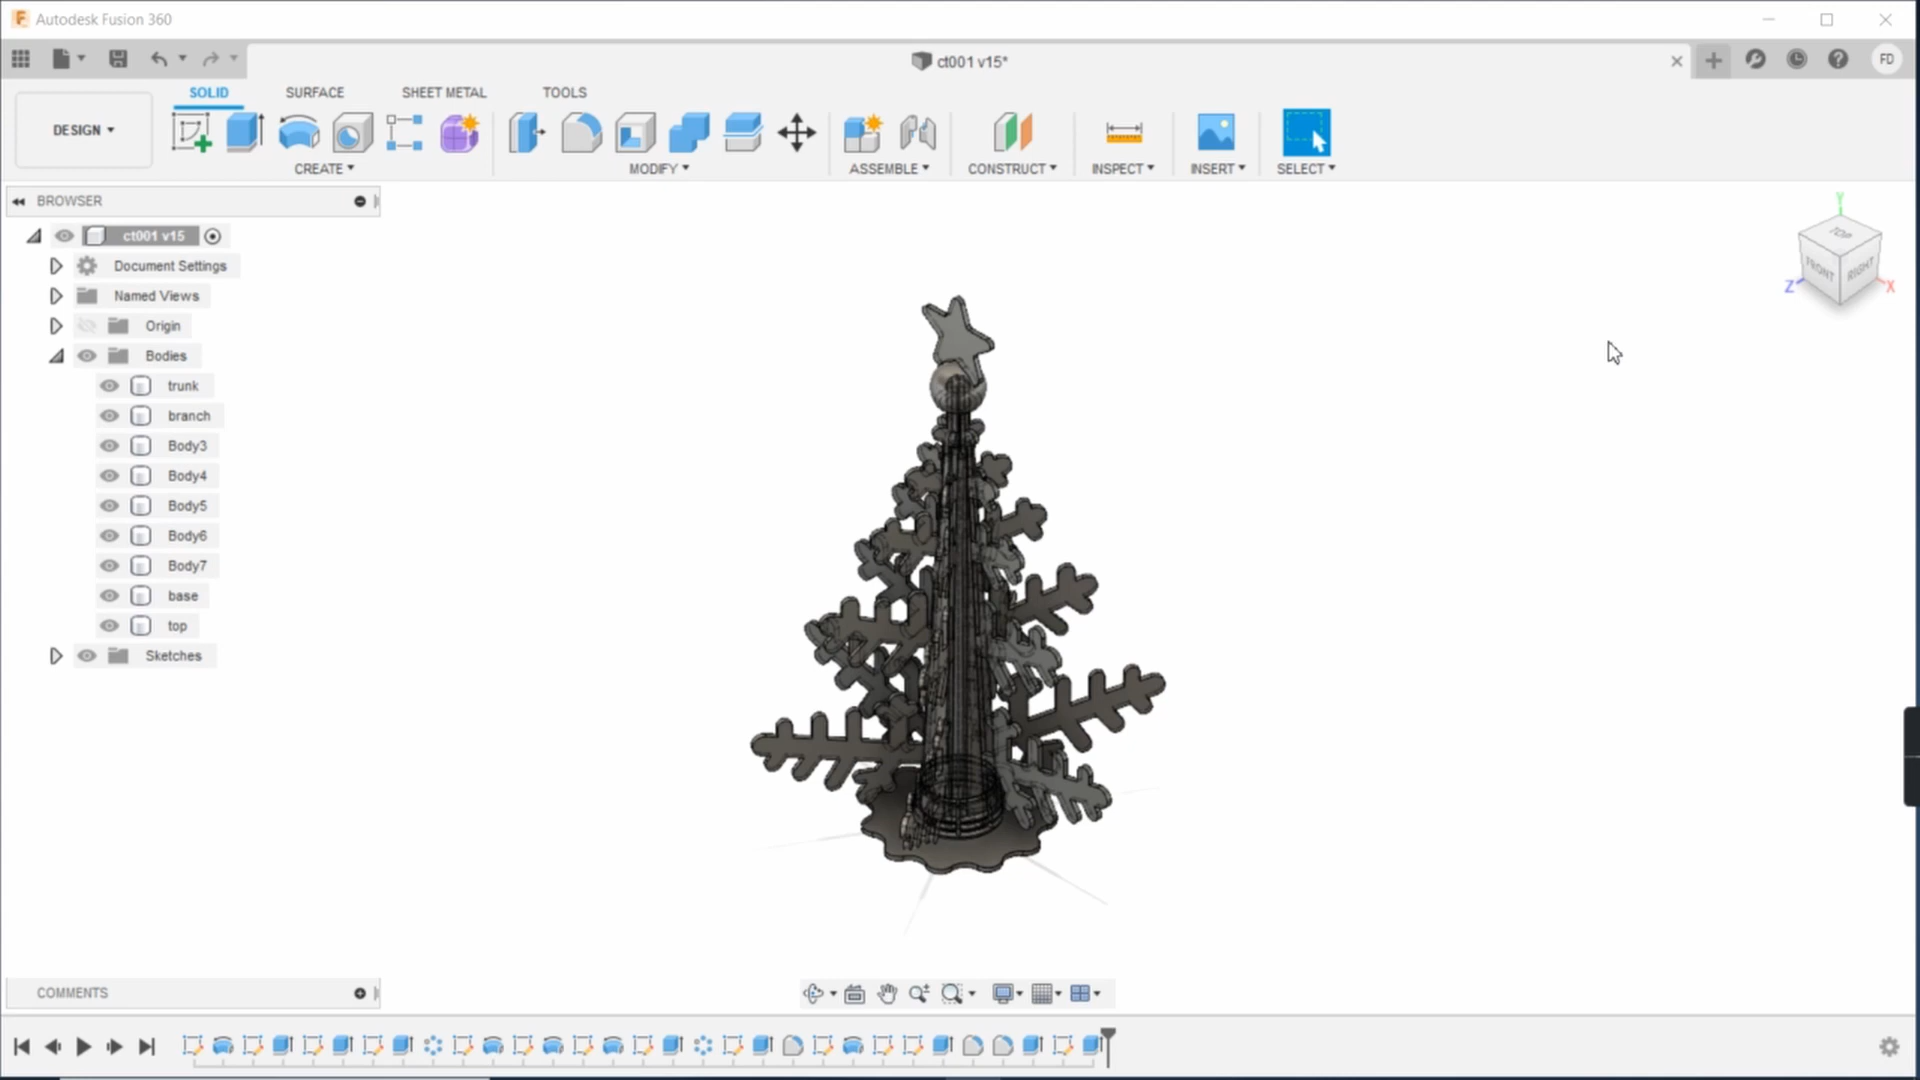 Autodesk Fusion 360
ct001 v15*
FD
SOLID SURFACE SHEET METAL TOOLS
DESIGN
CREATE MODIFY ASSEMBLE CONSTRUCT INSPECT INSERT SELECT
BROWSER
ct001 v15
Document Settings
Named Views
Origin
Bodies
trunk
branch
Body3
Body4
Body5
Body6
Body7
base
top
Sketches
Y
TOP
FRONT RIGHT
Z X
COMMENTS